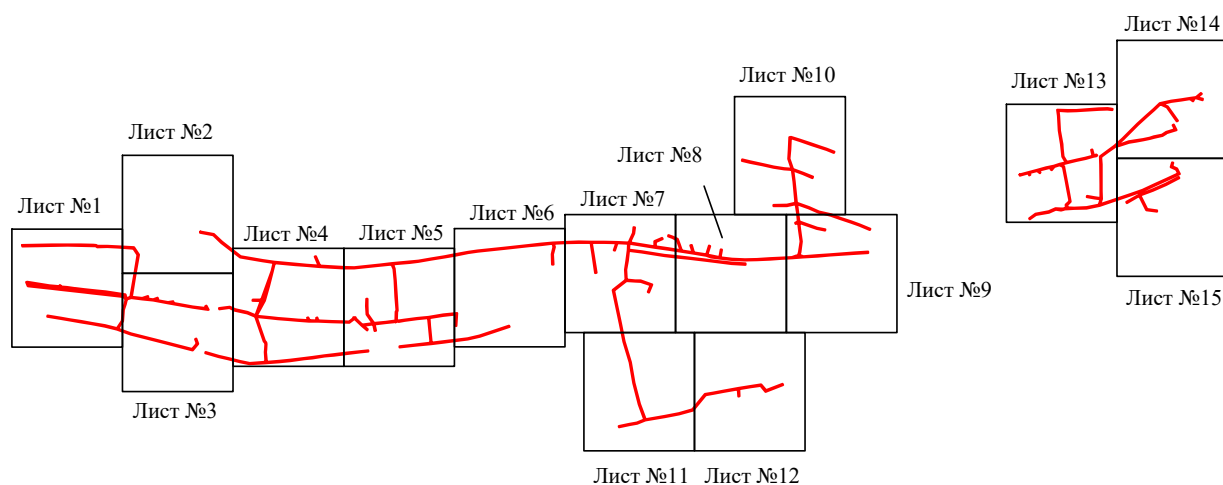 Лист №14
Лист №10
Лист №13
Лист №2
Лист №8
Лист №1
Лист №6
Лист №7
Лист №4
Лист №5
Лист №15
Лист №9
Лист №3
Лист №11
Лист №12